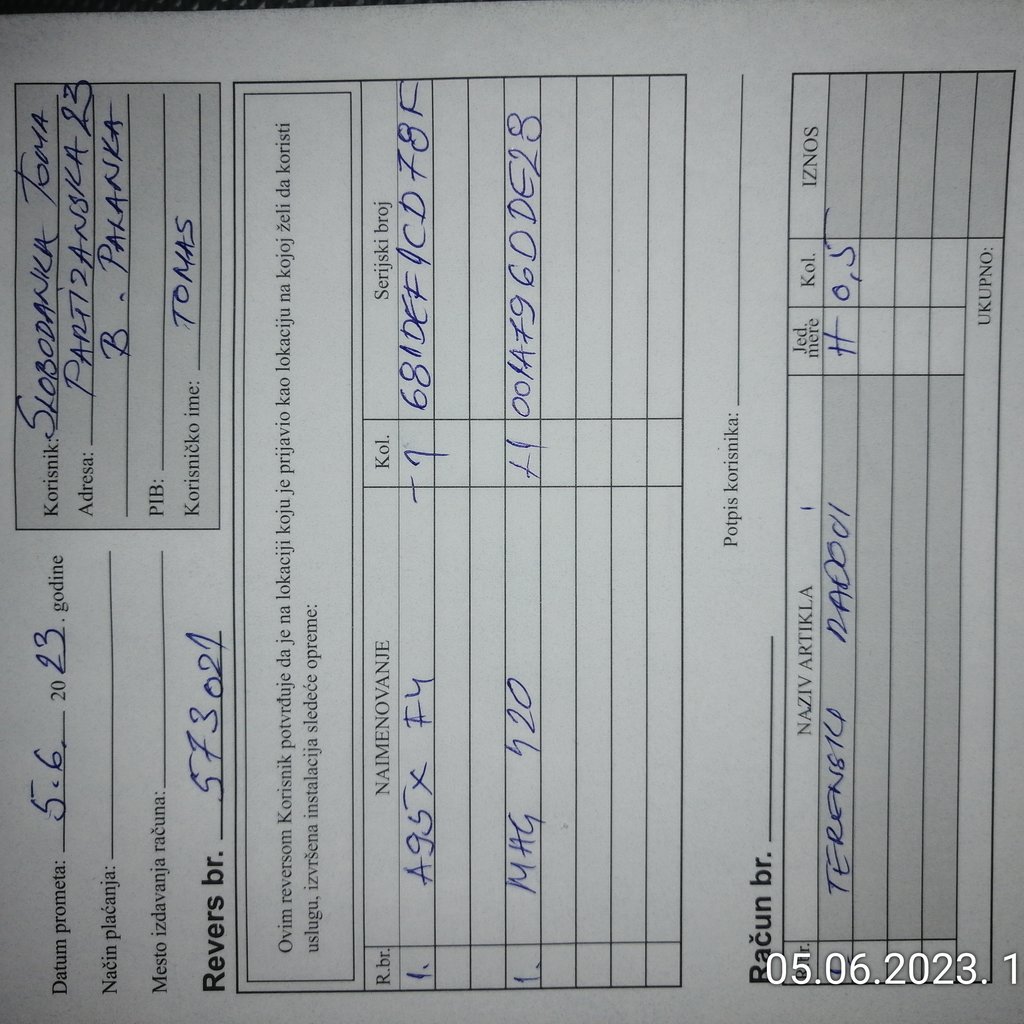 Datum prometa: 5.6. 2023. godine
Način plaćanja:
Mesto izdavanja računa:
Korisnik: SLOBODANKA TOMA
Adresa: PARTIZANSKA 23
B. PALANKA
PIB:
Korisničko ime: TOMAS
Revers br. 573021
Ovim reversom Korisnik potvrđuje da je na lokaciji koju je prijavio kao lokaciju na kojoj želi da koristi
uslugu, izvršena instalacija sledeće opreme:
R.br. NAIMENOVANJE Kol. Serijski broj
1. A95X F4 -1 681DEF9CD78F
1. MAG 420 +1 001A796DDE28
Potpis korisnika:
Račun br.
NAZIV ARTIKLA Jed. mere Kol. IZNOS
TERENSKI RADOVI H 0,5
UKUPNO:
05.06.2023. 1